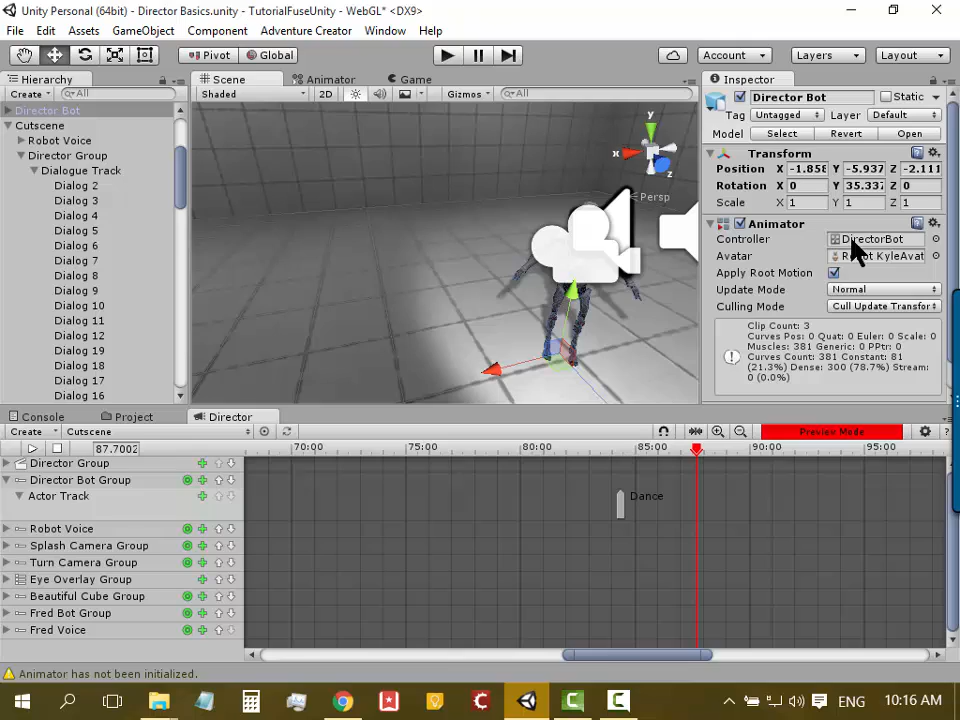 Unity Personal (64bit) - Director Basics.unity - TutorialFuseUnity - WebGL* <DX9>
File Edit Assets GameObject Component Adventure Creator Window Help
Pivot Global Account Layers Layout
Hierarchy Scene Animator Game Inspector
Create All Shaded 2D Gizmos All Director Bot Static
Director Bot
Tag Untagged Layer Default
Cutscene
Model Select Revert Open
Robot Voice
Director Group
Transform
Dialogue Track
Position X -1.858 Y -5.937 Z -2.111
Dialog 2
Rotation X 0 Y 35.337 Z 0
Dialog 3
Scale X 1 Y 1 Z 1
Dialog 4
Animator
Dialog 5
Controller DirectorBot
Dialog 6
Avatar
Dialog 7
Apply Root Motion
Dialog 8
Update Mode Normal
Dialog 9
Culling Mode Cull Update Transfor
Dialog 10
Clip Count: 3
Dialog 11
Curves Pos: 0 Quat: 0 Euler: 0 Scale: 0
Dialog 12
Muscles: 381 Generic: 0 PPtr: 0
Dialog 19
Curves Count: 381 Constant: 81
Dialog 18
(21.3%) Dense: 300 (78.7%) Stream:
Dialog 17
0 (0.0%)
Dialog 16
y
x
z
Persp
Console Project Director
Create Cutscene Preview Mode ?
87.7002 70:00 75:00 80:00 85:00 90:00 95:00
Director Group
Director Bot Group
Actor Track Dance
Robot Voice
Splash Camera Group
Turn Camera Group
Eye Overlay Group
Beautiful Cube Group
Fred Bot Group
Fred Voice
Animator has not been initialized.
ENG 10:16 AM